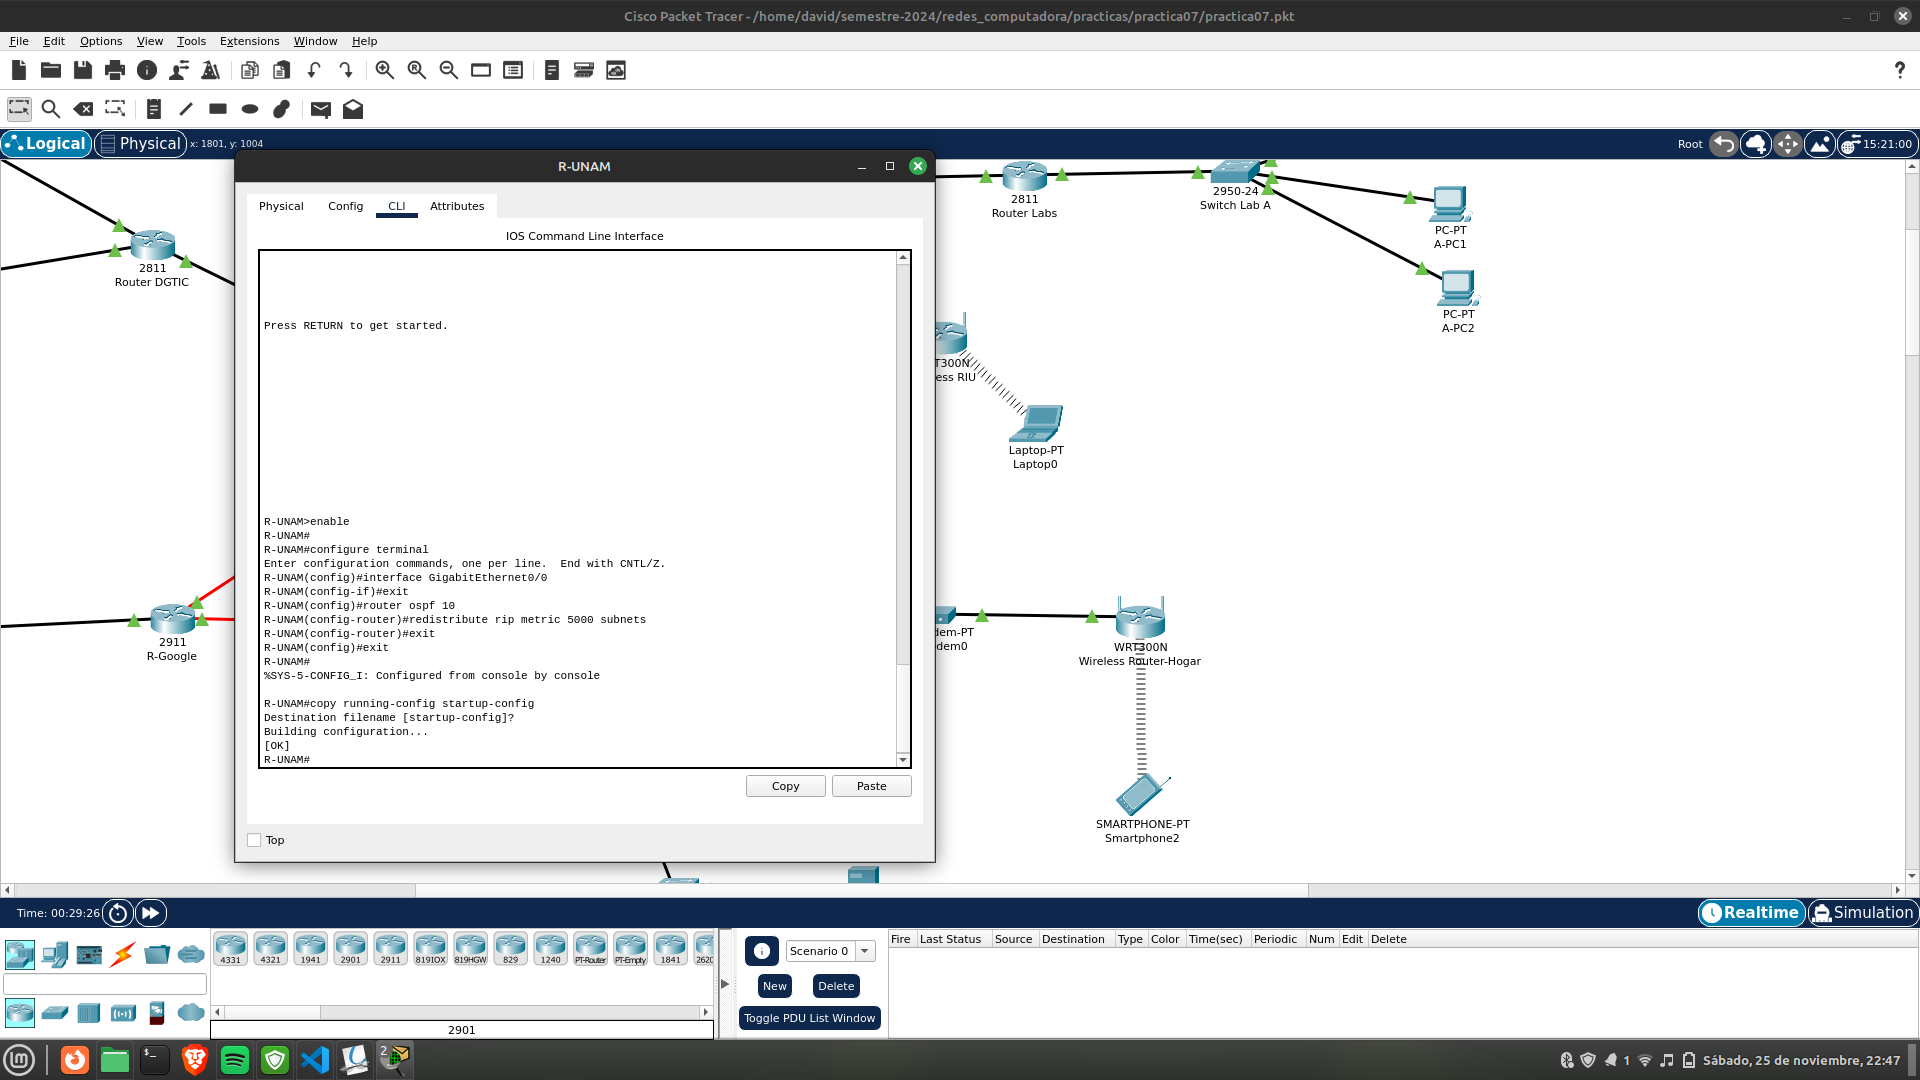 Cisco Packet Tracer - /home/david/semestre-2024/redes_computadora/practicas/practica07/practica07.pkt
File Edit Options View Tools Extensions Window Help
?
Logical Physical x: 1801, y: 1004 Root 15:21:00
R-UNAM
Physical Config CLI Attributes
IOS Command Line Interface
Press RETURN to get started.
R-UNAM>enable
R-UNAM#
R-UNAM#configure terminal
Enter configuration commands, one per line.  End with CNTL/Z.
R-UNAM(config)#interface GigabitEthernet0/0
R-UNAM(config-if)#exit
R-UNAM(config)#router ospf 10
R-UNAM(config-router)#redistribute rip metric 5000 subnets
R-UNAM(config-router)#exit
R-UNAM(config)#exit
R-UNAM#
%SYS-5-CONFIG_I: Configured from console by console
R-UNAM#copy running-config startup-config
Destination filename [startup-config]?
Building configuration...
[OK]
R-UNAM#
Copy Paste
Top
2811
Router DGTIC
2911
R-Google
2811
Router Labs
2950-24
Switch Lab A
PC-PT
A-PC1
PC-PT
A-PC2
T300N
ess RIU
Laptop-PT
Laptop0
dem-PT
dem0
WRT300N
Wireless Router-Hogar
SMARTPHONE-PT
Smartphone2
Time: 00:29:26 Realtime Simulation
4331 4321 1941 2901 2911 819IOX 819HGW 829 1240 PT-Router PT-Empty 1841 2620
2901
Scenario 0
New Delete
Toggle PDU List Window
Fire Last Status Source Destination Type Color Time(sec) Periodic Num Edit Delete
2
1 Sábado, 25 de noviembre, 22:47